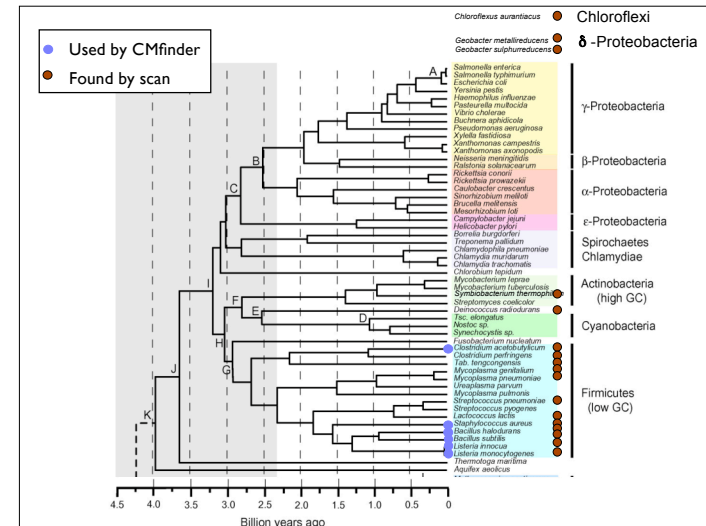 Chloroflexus aurantiacus
Chloroflexi
Geobacter metallireducens
Geobacter sulphurreducens
δ -Proteobacteria
Used by CMfinder
Found by scan
A
Salmonella enterica
Salmonella typhimurium
Escherichia coli
Yersinia pestis
Haemophilus influenzae
Pasteurella multocida
Vibrio cholerae
Buchnera aphidicola
Pseudomonas aeruginosa
Xylella fastidiosa
Xanthomonas campestris
Xanthomonas axonopodis
γ-Proteobacteria
B
Neisseria meningitidis
Ralstonia solanacearum
β-Proteobacteria
C
Rickettsia conorii
Rickettsia prowazekii
Caulobacter crescentus
Sinorhizobium meliloti
Brucella melitensis
Mesorhizobium loti
α-Proteobacteria
Campylobacter jejuni
Helicobacter pylori
ε-Proteobacteria
Borrelia burgdorferi
Treponema pallidum
Chlamydophila pneumoniae
Chlamydia muridarum
Chlamydia trachomatis
Spirochaetes
Chlamydiae
Chlorobium tepidum
I
Mycobacterium leprae
Mycobacterium tuberculosis
Symbiobacterium thermophil
Streptomyces coelicolor
Actinobacteria
(high GC)
F
E
Deinococcus radiodurans
D
Tsc. elongatus
Nostoc sp.
Synechocystis sp.
Cyanobacteria
H
Fusobacterium nucleatum
G
Clostridium acetobutylicum
Clostridium perfringens
Tab. tengcongensis
Mycoplasma genitalium
Mycoplasma pneumoniae
Ureaplasma parvum
Mycoplasma pulmonis
Streptococcus pneumoniae
Streptococcus pyogenes
Lactococcus lactis
Staphylococcus aureus
Bacillus halodurans
Bacillus subtilis
Listeria innocua
Listeria monocytogenes
Firmicutes
(low GC)
J
K
Thermotoga maritima
Aquifex aeolicus
4.5 4.0 3.5 3.0 2.5 2.0 1.5 1.0 0.5 0
Billion years ago